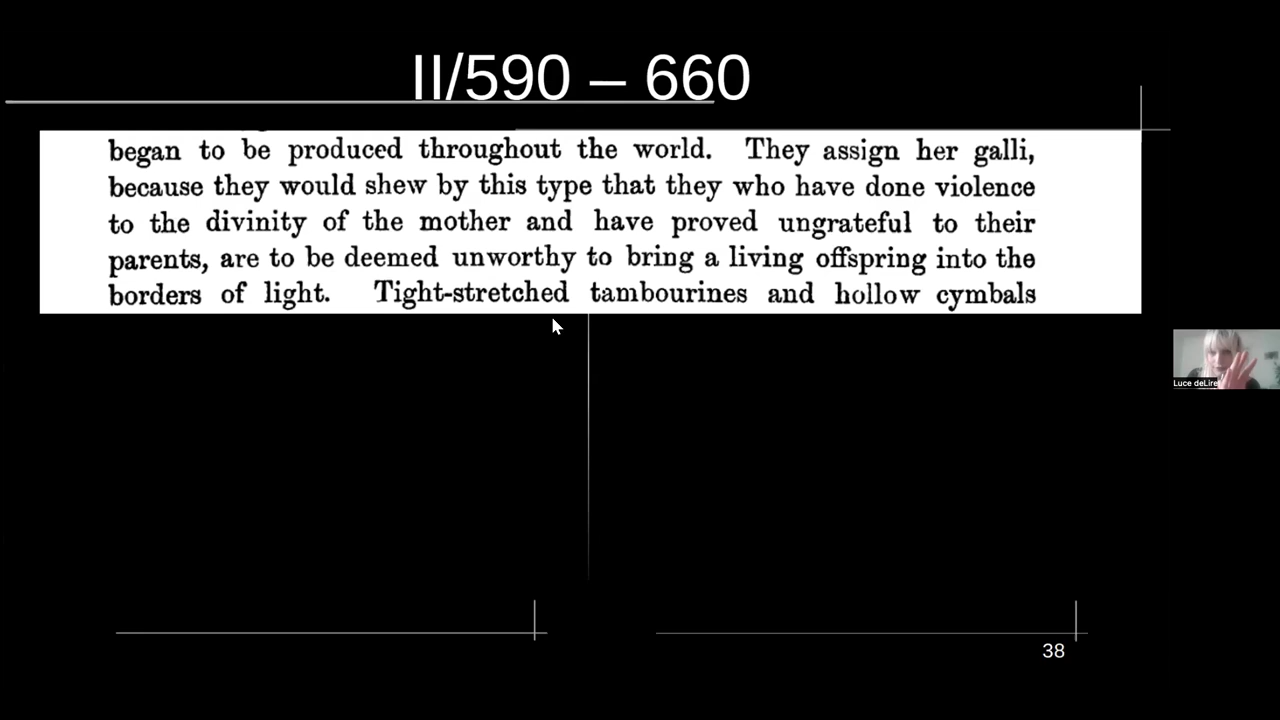 II/590 – 660
began to be produced throughout the world. They assign her galli,
because they would shew by this type that they who have done violence
to the divinity of the mother and have proved ungrateful to their
parents, are to be deemed unworthy to bring a living offspring into the
borders of light. Tight-stretched tambourines and hollow cymbals
Luce deLire
38